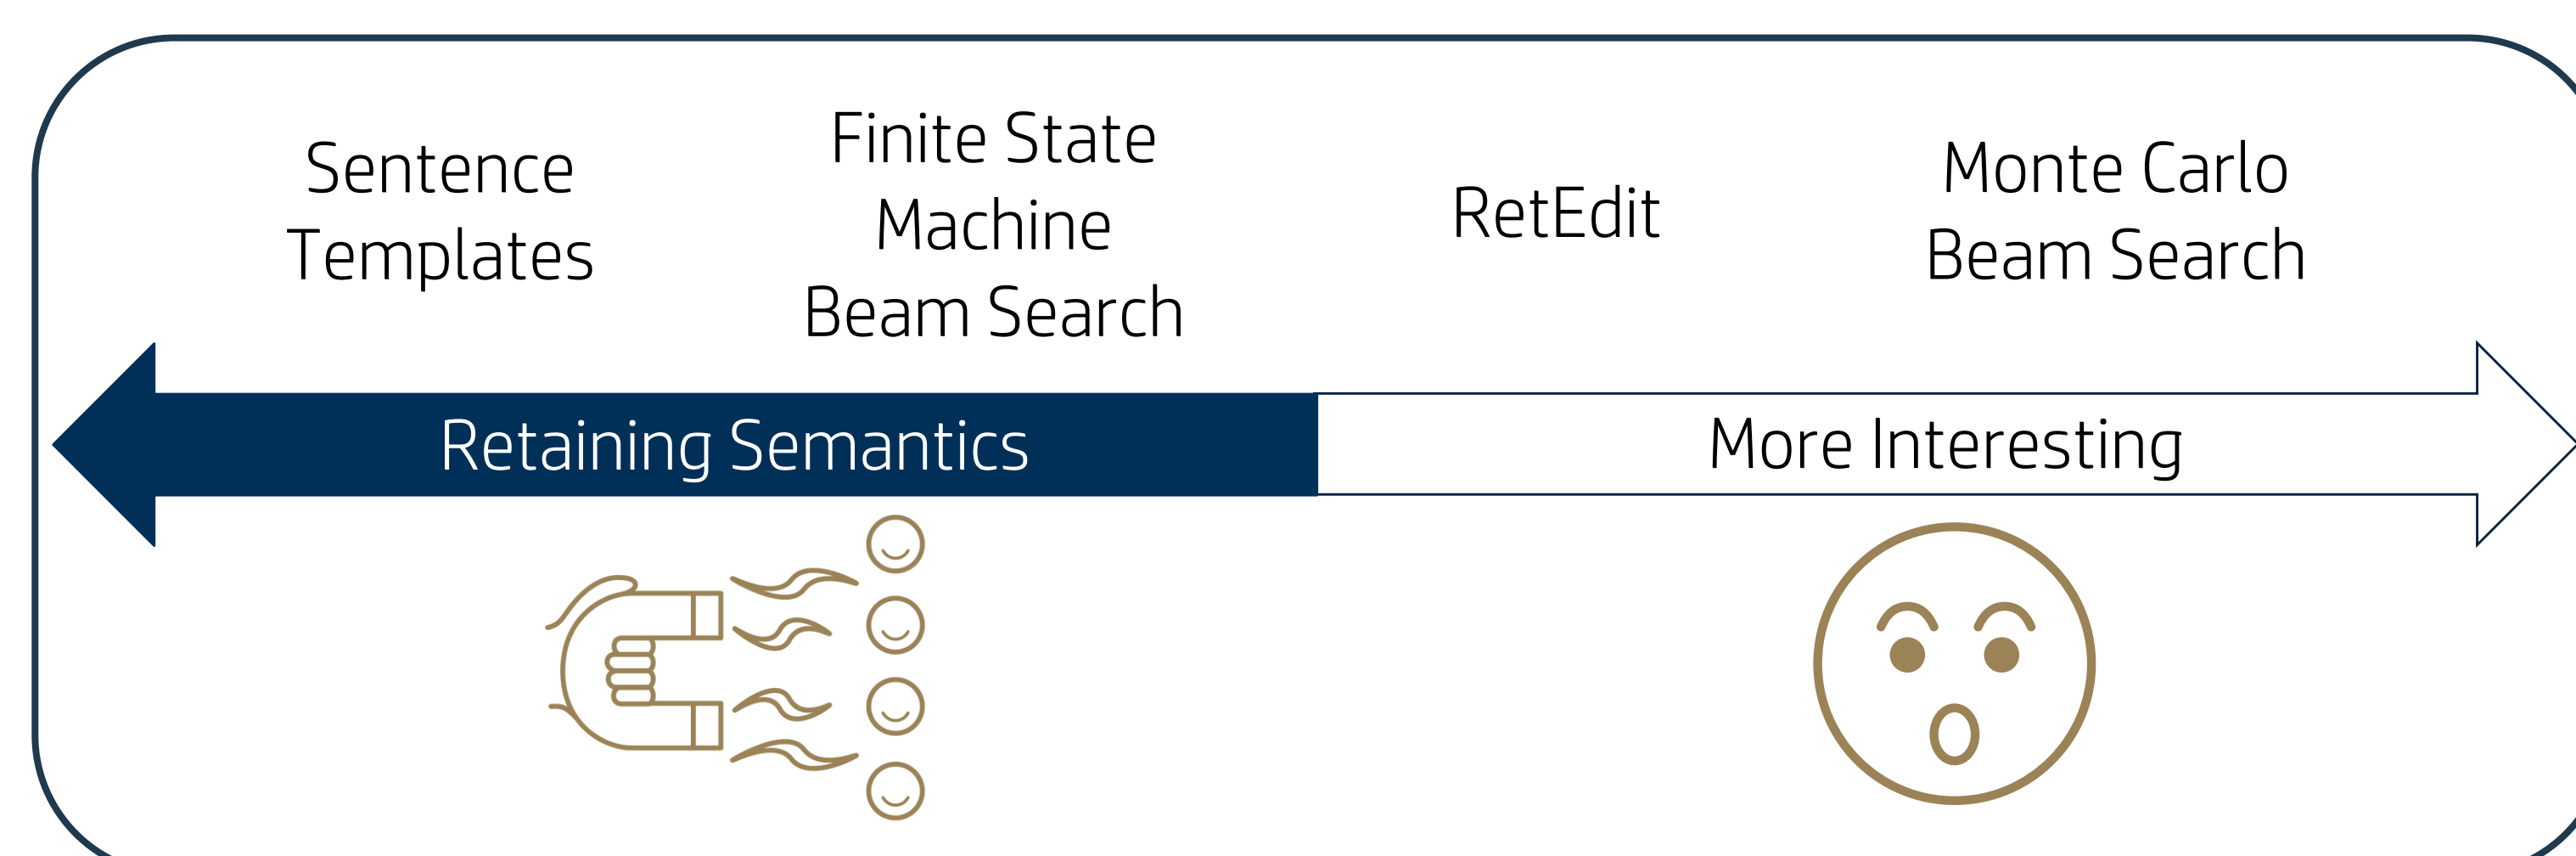 Sentence
Templates
Finite State
Machine
Beam Search
RetEdit
Monte Carlo
Beam Search
Retaining Semantics
More Interesting